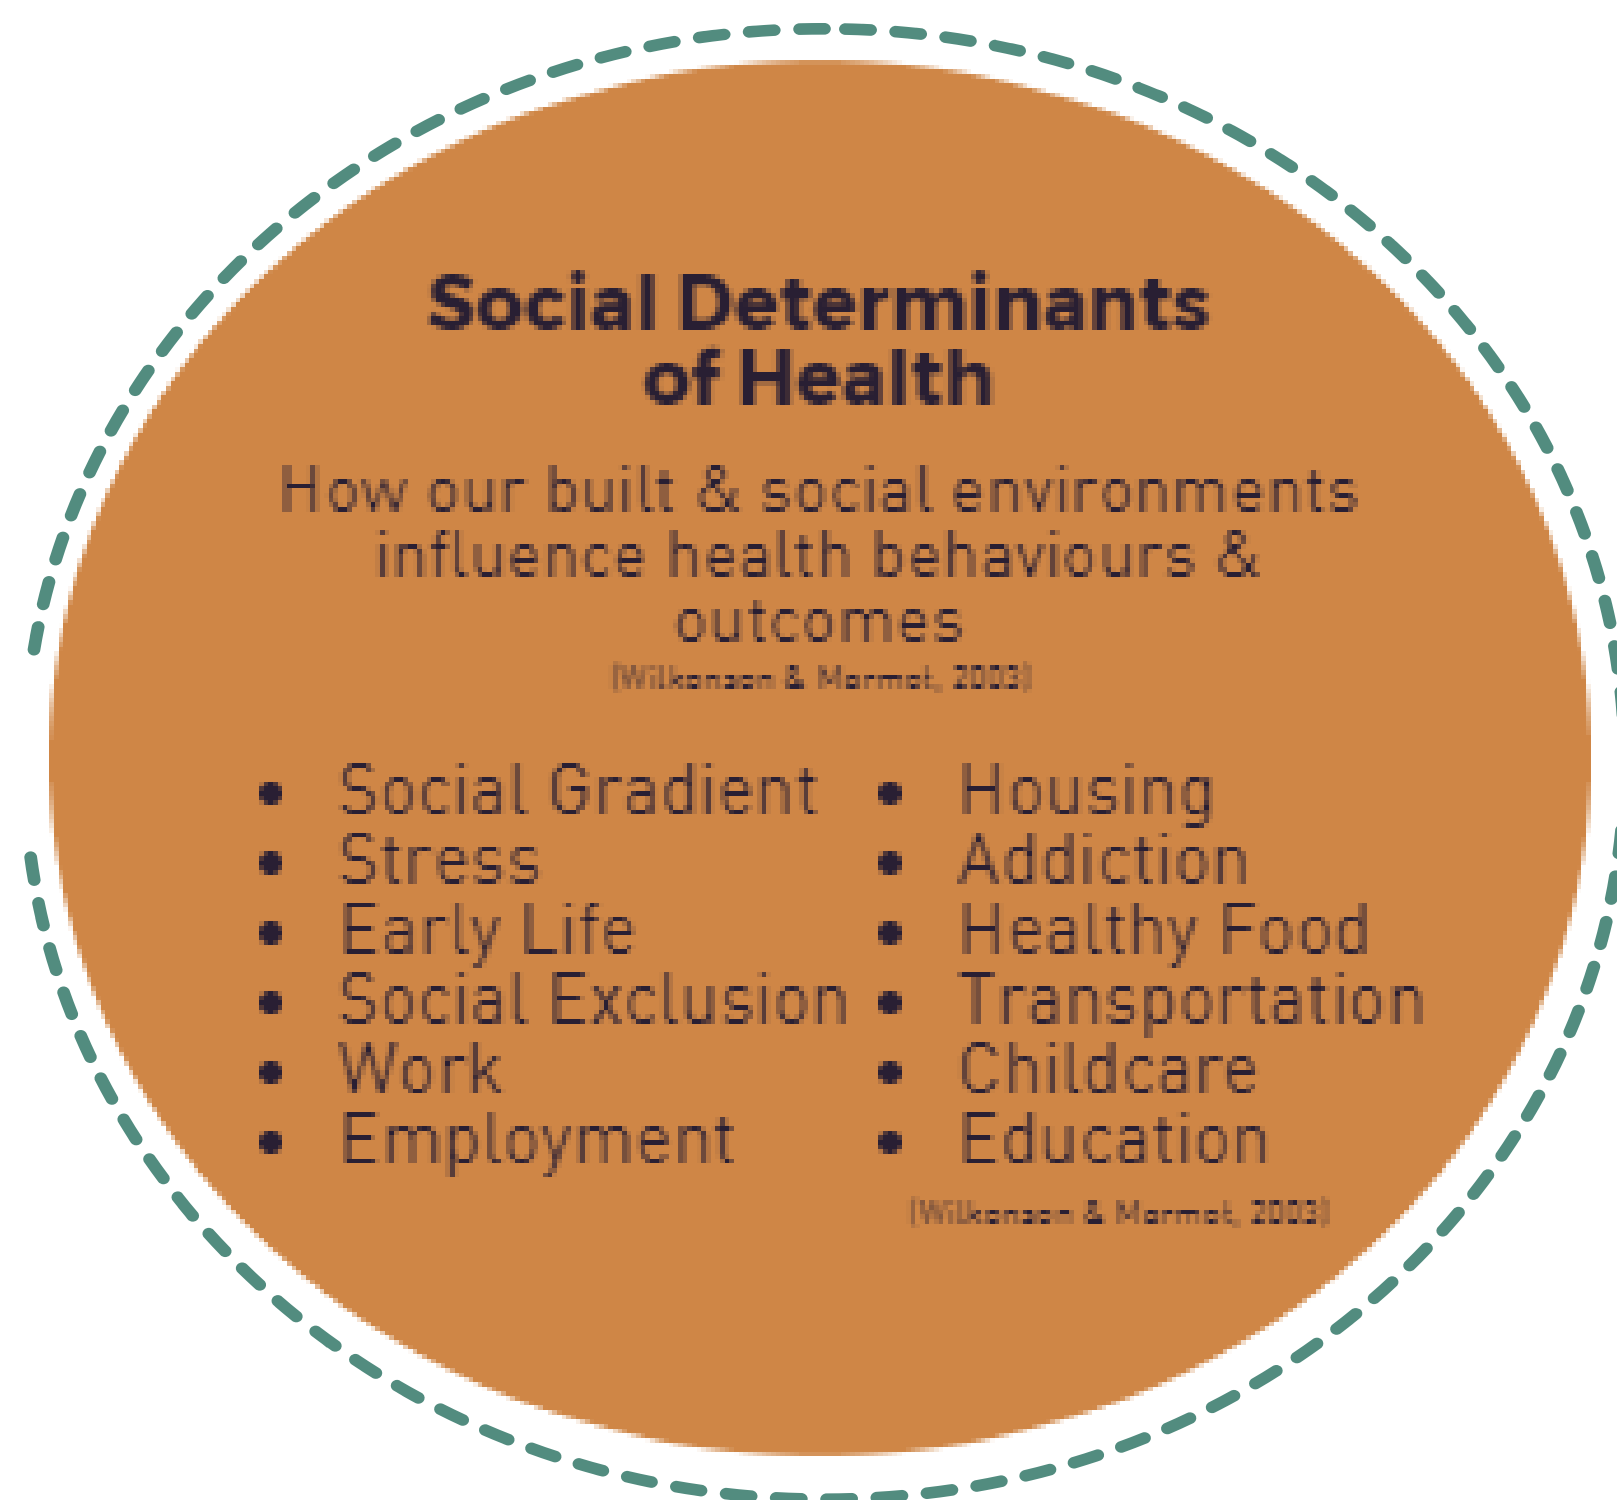 Social Determinants
of Health
How our built & social environments
influence health behaviours &
outcomes
(Wilkonson & Marmot, 2003)
Social Gradient
Stress
Early Life
Social Exclusion
Work
Employment
Housing
Addiction
Healthy Food
Transportation
Childcare
Education
(Wilkonson & Marmot, 2003)